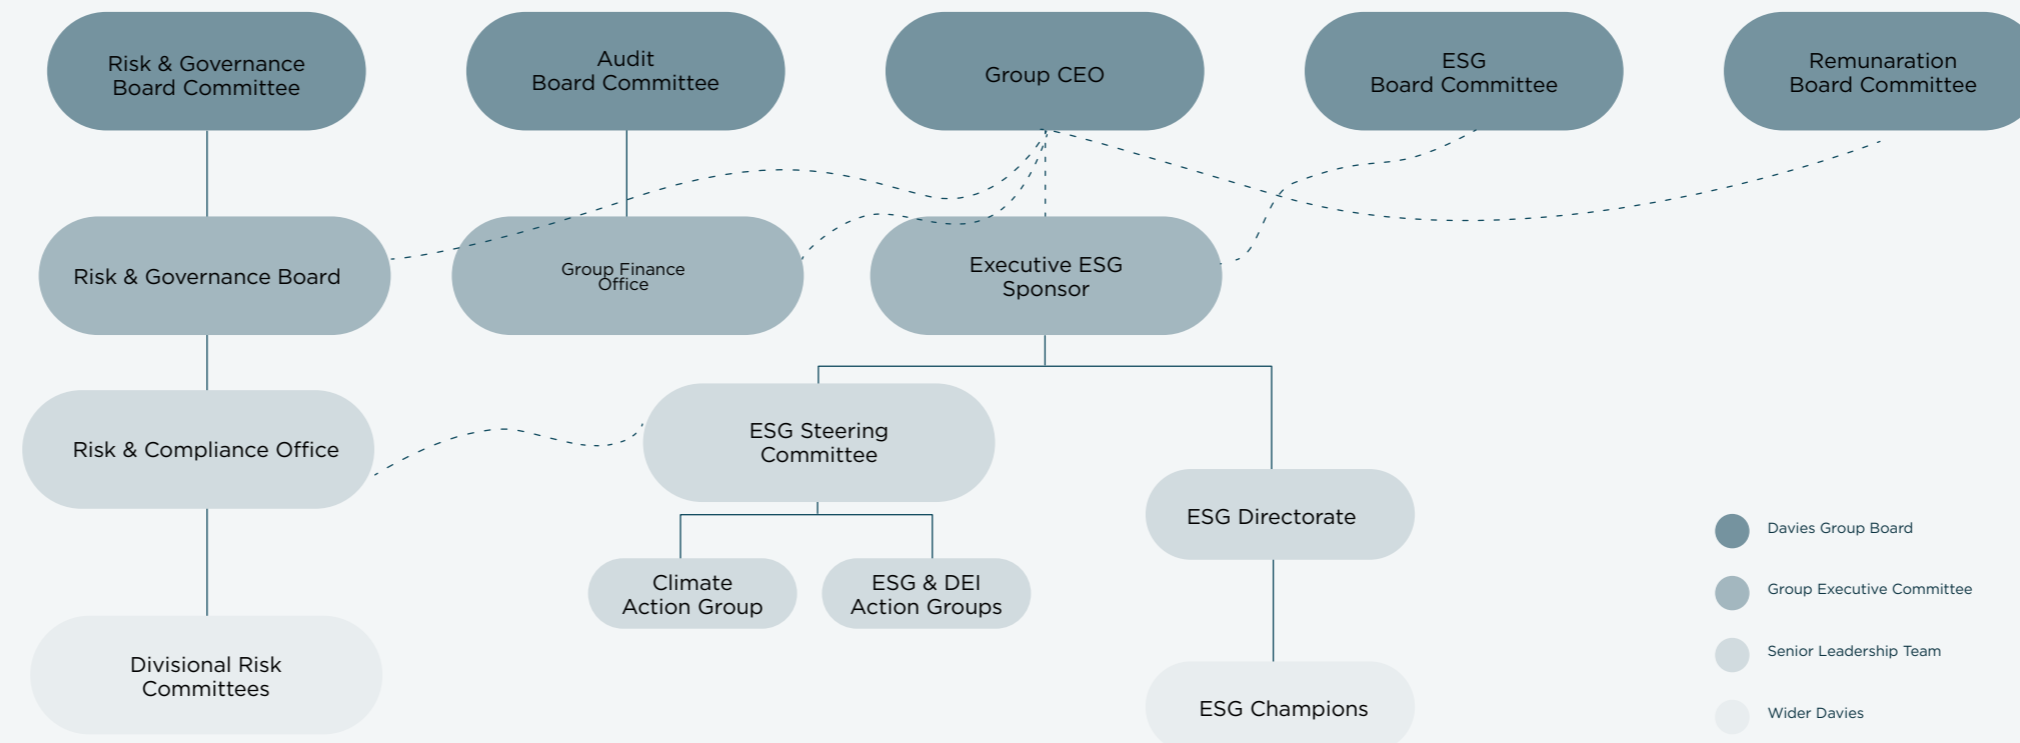 Risk & Governance
Board Committee
Audit
Board Committee
Group CEO
ESG
Board Committee
Remunaration
Board Committee
Risk & Governance Board
Group Finance
Office
Executive ESG
Sponsor
Risk & Compliance Office
ESG Steering
Committee
ESG Directorate
Climate
Action Group
ESG & DEI
Action Groups
Divisional Risk
Committees
ESG Champions
Davies Group Board
Group Executive Committee
Senior Leadership Team
Wider Davies